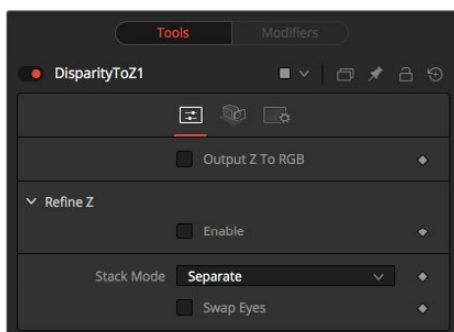 Tools Modifiers
DisparityToZ1
Output Z To RGB
Refine Z
Enable
Stack Mode Separate
Swap Eyes